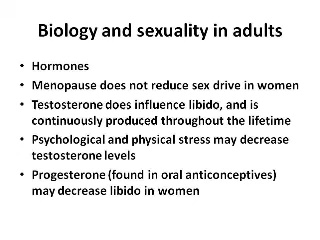 Biology and sexuality in adults
• Hormones
• Menopause does not reduce sex drive in women
• Testosterone does influence libido, and is
continuously produced throughout the lifetime
• Psychological and physical stress may decrease
testosterone levels
• Progesterone (found in oral anticonceptives)
may decrease libido in women